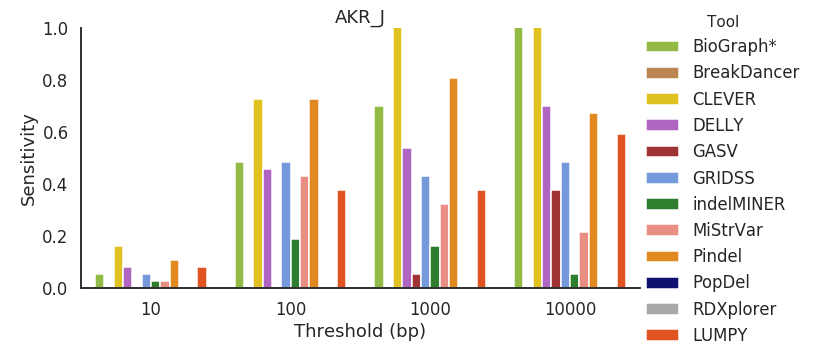 AKR_J
Tool
1.0
0.8
0.6
0.4
0.2
0.0
Sensitivity
10
100
1000
10000
Threshold (bp)
BioGraph*
BreakDancer
CLEVER
DELLY
GASV
GRIDSS
indelMINER
MiStrVar
Pindel
PopDel
RDXplorer
LUMPY